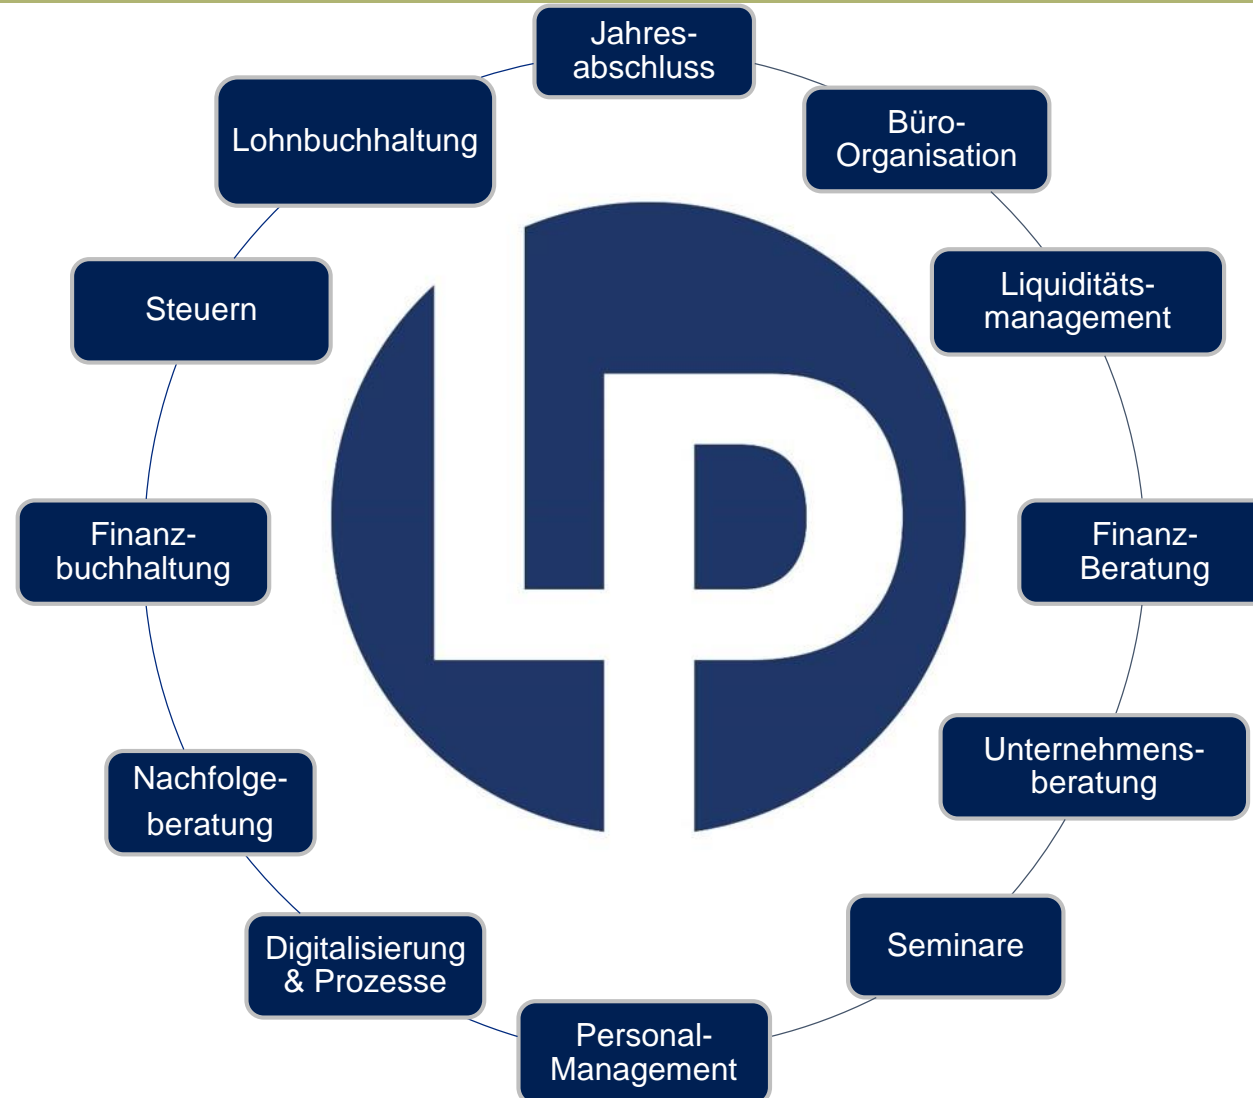 Jahres-
abschluss
Büro-
Organisation
Liquiditäts-
management
Finanz-
Beratung
Unternehmens-
beratung
Seminare
Personal-
Management
Digitalisierung
& Prozesse
Nachfolge-
beratung
Finanz-
buchhaltung
Steuern
Lohnbuchhaltung
LP